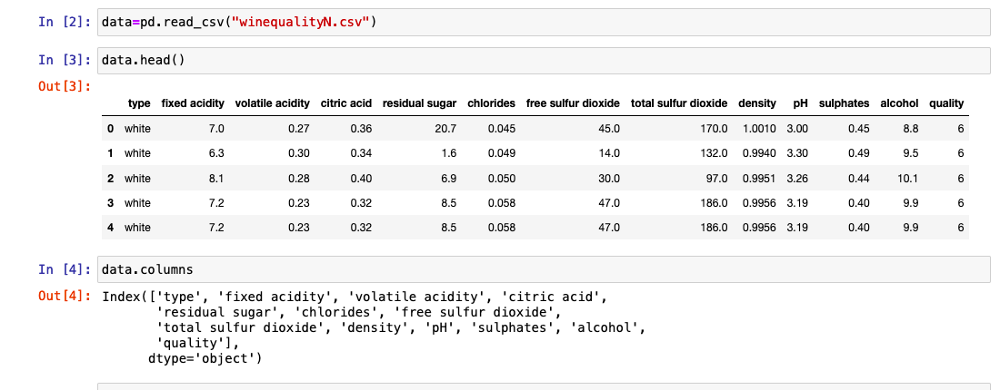 In [2]: data=pd.read_csv("winequalityN.csv")
In [3]: data.head()
Out[3]:
type fixed acidity volatile acidity citric acid residual sugar chlorides free sulfur dioxide total sulfur dioxide density pH sulphates alcohol quality
0 white 7.0 0.27 0.36 20.7 0.045 45.0 170.0 1.0010 3.00 0.45 8.8 6
1 white 6.3 0.30 0.34 1.6 0.049 14.0 132.0 0.9940 3.30 0.49 9.5 6
2 white 8.1 0.28 0.40 6.9 0.050 30.0 97.0 0.9951 3.26 0.44 10.1 6
3 white 7.2 0.23 0.32 8.5 0.058 47.0 186.0 0.9956 3.19 0.40 9.9 6
4 white 7.2 0.23 0.32 8.5 0.058 47.0 186.0 0.9956 3.19 0.40 9.9 6
In [4]: data.columns
Out[4]: Index(['type', 'fixed acidity', 'volatile acidity', 'citric acid',
'residual sugar', 'chlorides', 'free sulfur dioxide',
'total sulfur dioxide', 'density', 'pH', 'sulphates', 'alcohol',
'quality'],
dtype='object')